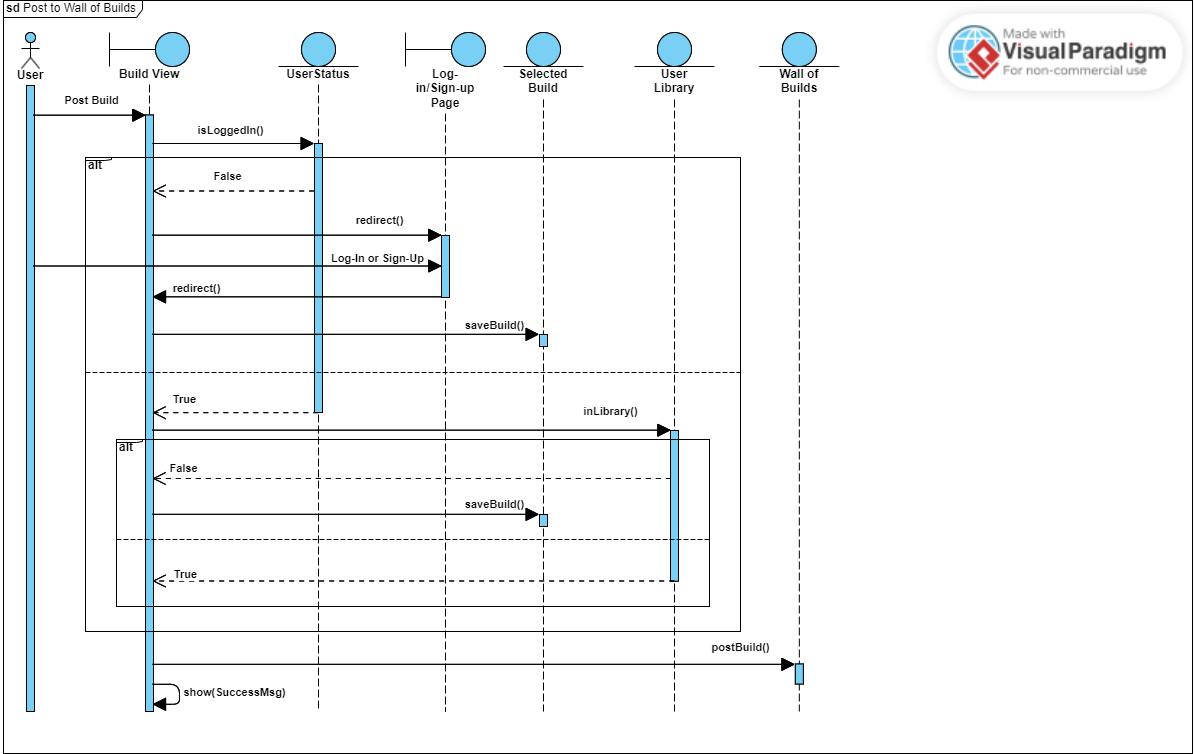 sd Post to Wall of Builds
Made with
Visual Paradigm
For non-commercial use
User
Build View
UserStatus
Log-
in/Sign-up
Page
Selected
Build
User
Library
Wall of
Builds
Post Build
isLoggedIn()
alt
False
redirect()
Log-In or Sign-Up
redirect()
saveBuild()
True
inLibrary()
alt
False
saveBuild()
True
postBuild()
show(SuccessMsg)